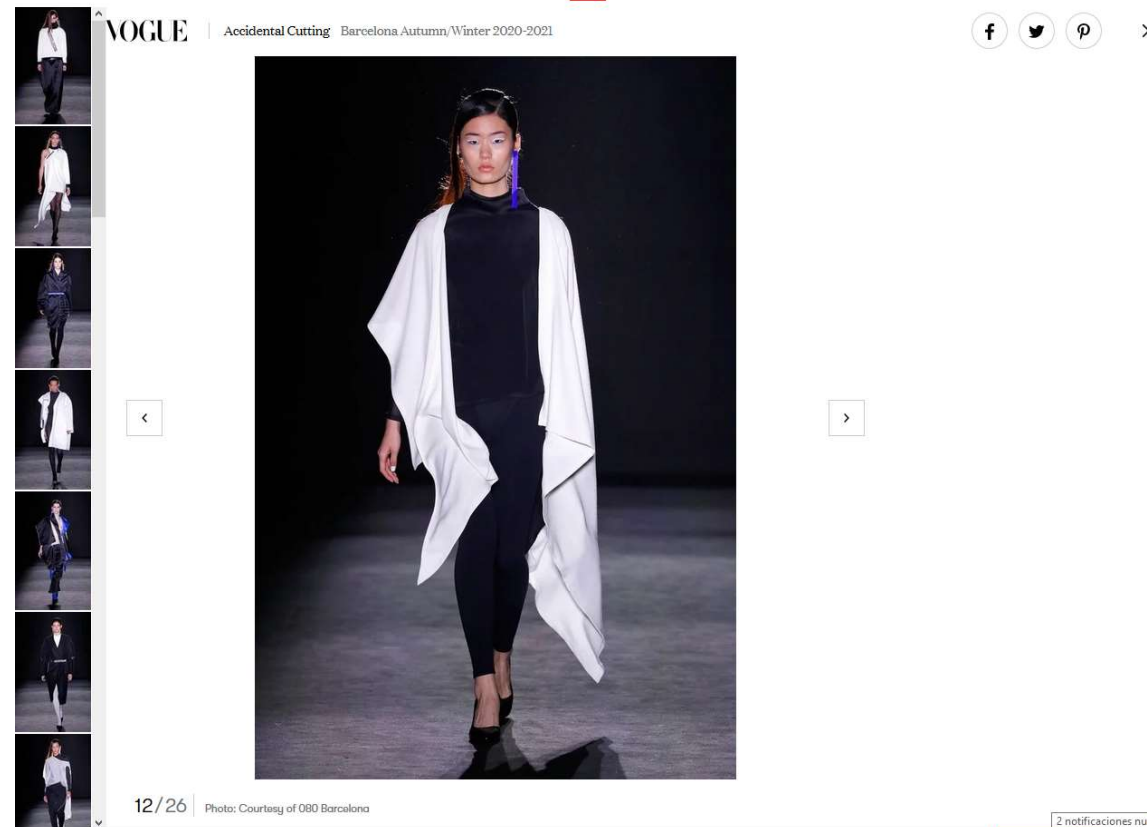 VOGUE
Accidental Cutting Barcelona Autumn/Winter 2020-2021
12/26
Photo: Courtesy of 080 Barcelona
2 notificaciones nu